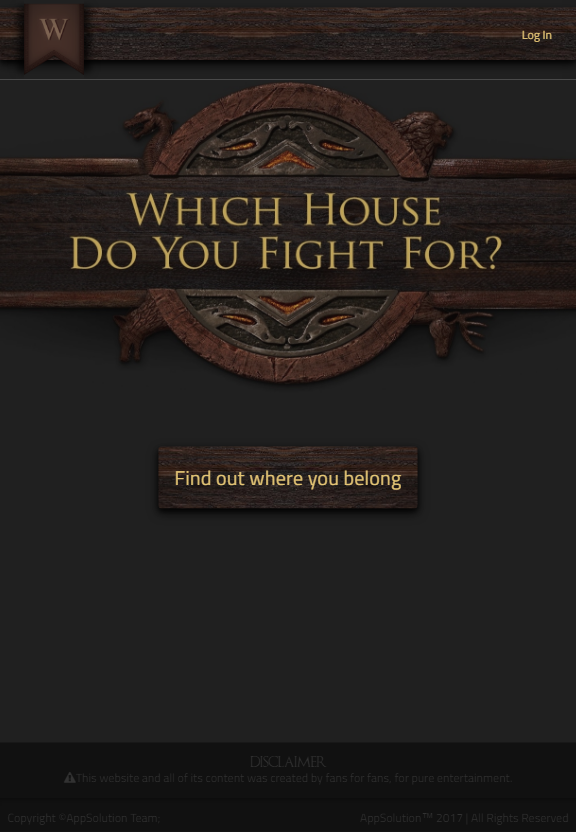 W
Log In
WHICH HOUSE
DO YOU FIGHT FOR?
Find out where you belong
DISCLAIMER
This website and all of its content was created by fans for fans, for pure entertainment.
Copyright ©AppSolution Team;
AppSolution™ 2017 | All Rights Reserved